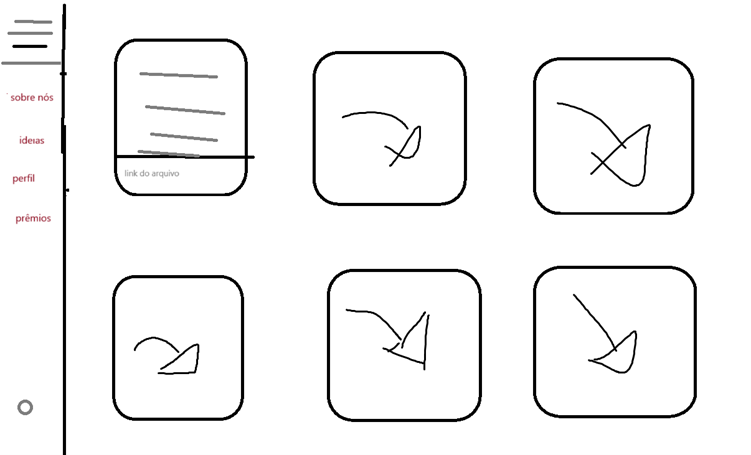 sobre nós
ideias
perfil
prêmios
link do arquivo